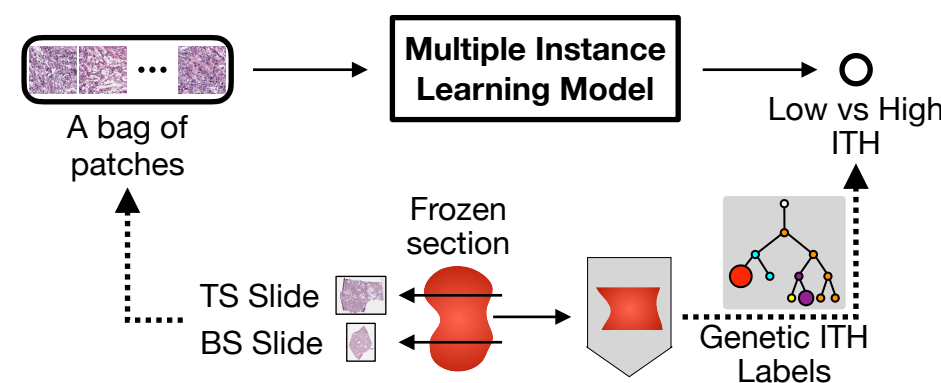 Multiple Instance
Learning Model
A bag of
patches
Low vs High
ITH
Frozen
section
TS Slide
BS Slide
Genetic ITH
Labels